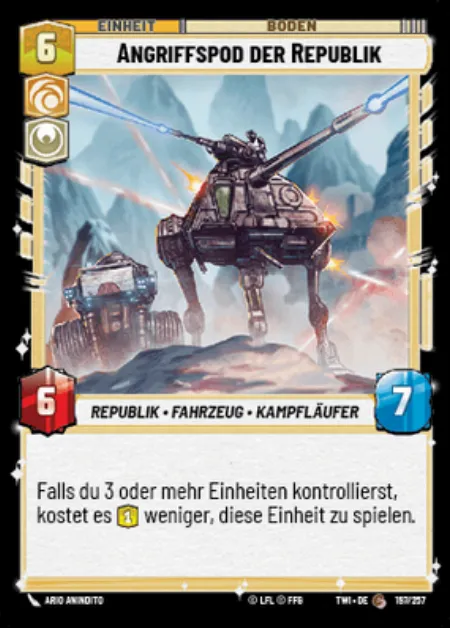 EINHEIT
BODEN
6
ANGRIFFSPOD DER REPUBLIK
6
REPUBLIK • FAHRZEUG • KAMPFLÄUFER
7
Falls du 3 oder mehr Einheiten kontrollierst,
kostet es 1 weniger, diese Einheit zu spielen.
ARIO ANINDITO
© LFL © FFG
TWI • DE